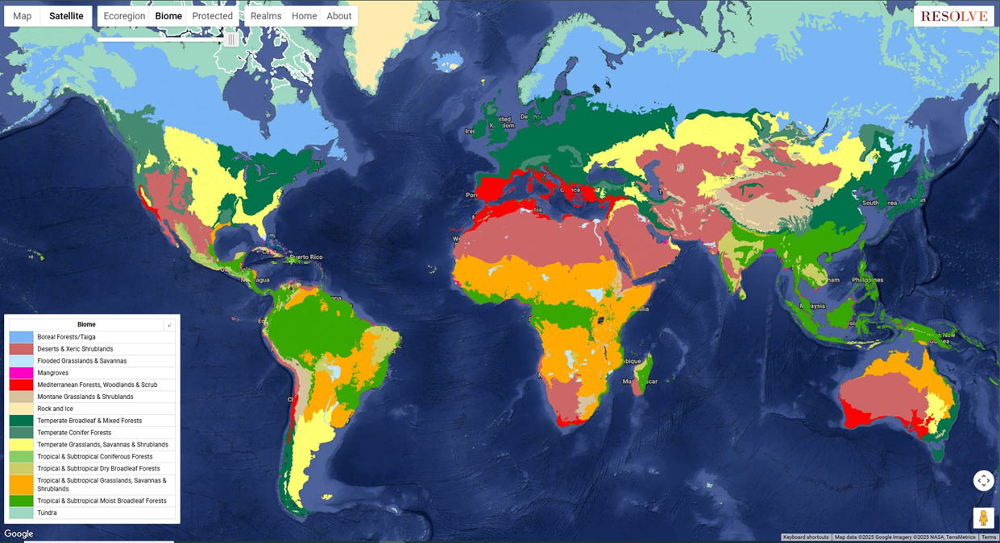 Map Satellite Ecoregion Biome Protected Realms Home About
RESOLVE
United
Kingdom
Puerto Rico
HI
South
Philippines
Biome
Boreal Forests/Taiga
Deserts & Xeric Shrublands
Flooded Grasslands & Savannas
Mangroves
Mediterranean Forests, Woodlands & Scrub
Montane Grasslands & Shrublands
Rock and Ice
Temperate Broadleaf & Mixed Forests
Temperate Conifer Forests
Temperate Grasslands, Savannas & Shrublands
Tropical & Subtropical Coniferous Forests
Tropical & Subtropical Dry Broadleaf Forests
Tropical & Subtropical Grasslands, Savannas &
Shrublands
Tropical & Subtropical Moist Broadleaf Forests
Tundra
Google
Keyboard shortcuts Map data ©2025 Google Imagery ©2025 NASA, TerraMetrics Terms